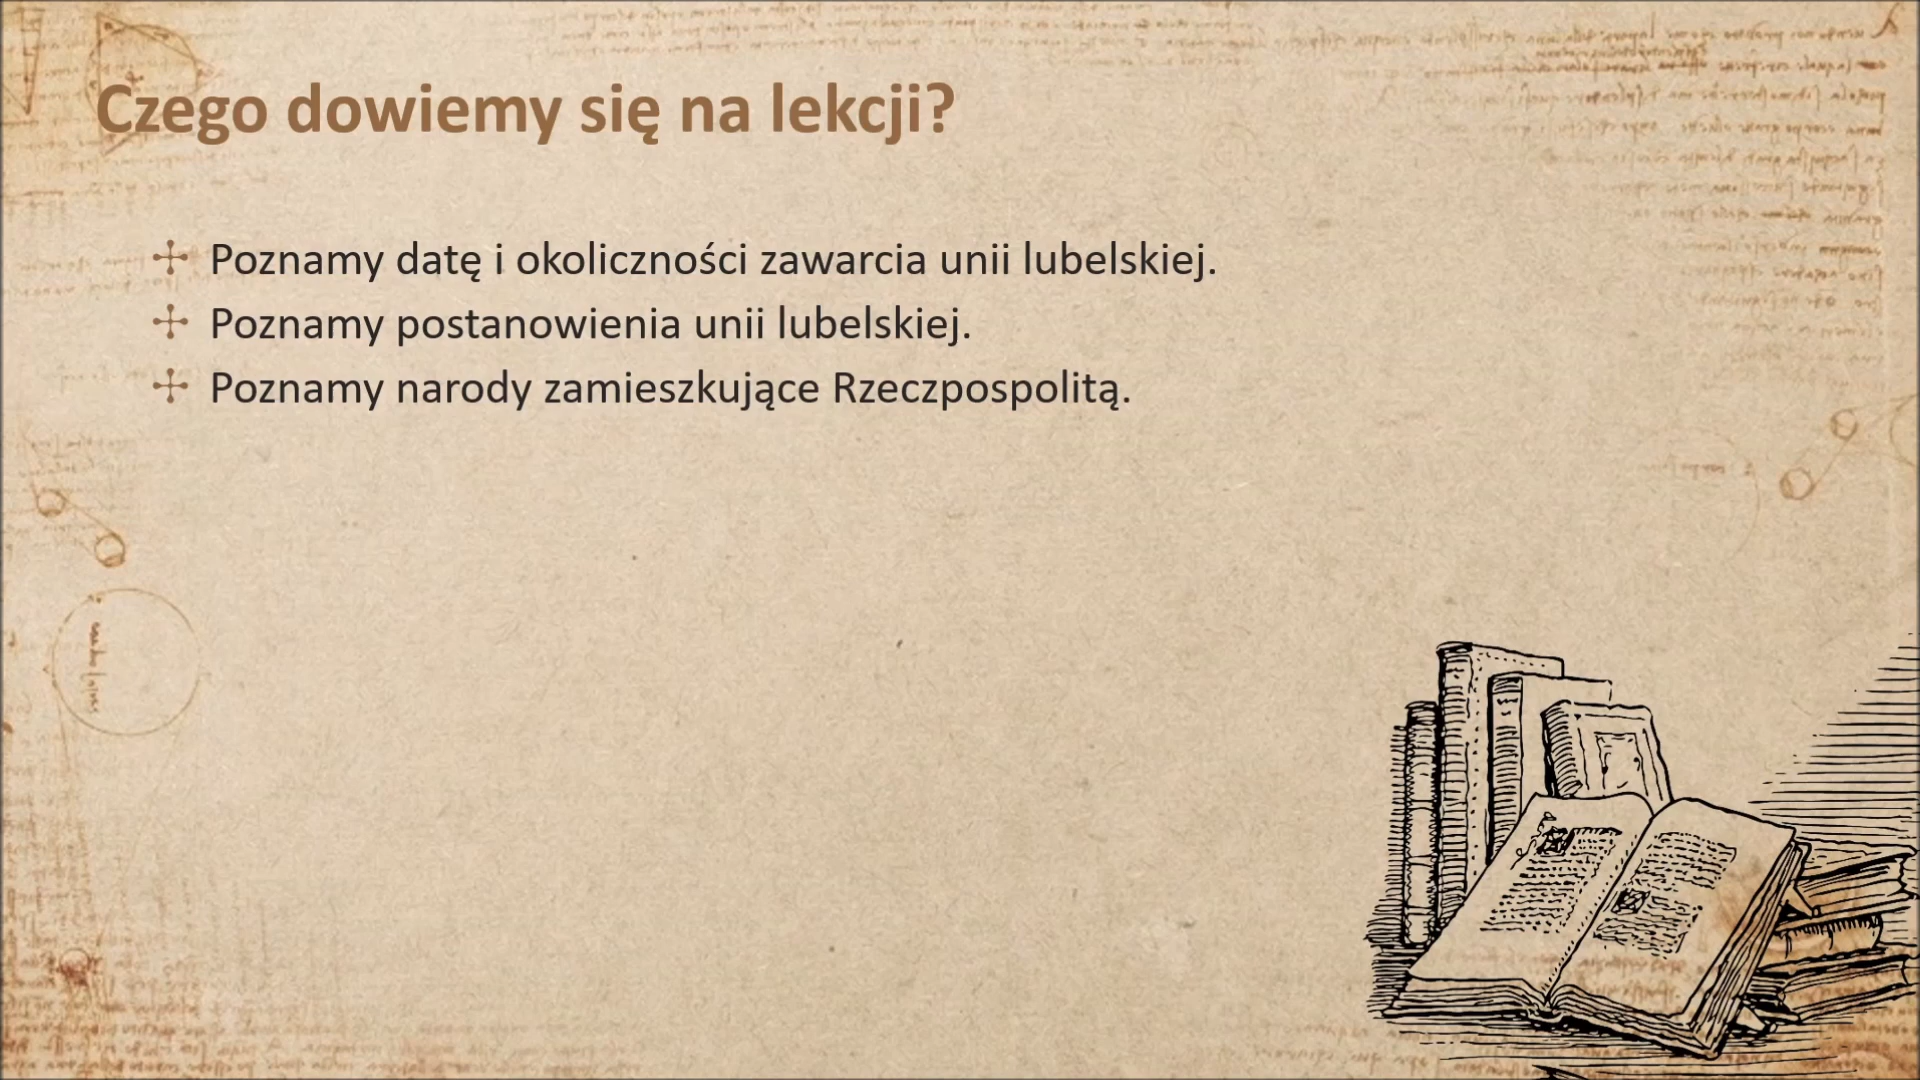 Czego dowiemy się na lekcji?
Poznamy datę i okoliczności zawarcia unii lubelskiej.
Poznamy postanowienia unii lubelskiej.
Poznamy narody zamieszkujące Rzeczpospolitą.